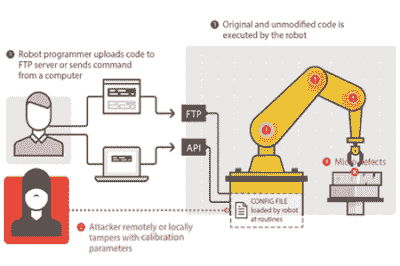 1 Robot programmer uploads code to
FTP server or sends command
from a computer
3 Original and unmodified code is
executed by the robot
FTP
API
4 Micro defects
CONFIG FILE
loaded by robot
at routines
2 Attacker remotely or locally
tampers with calibration
parameters